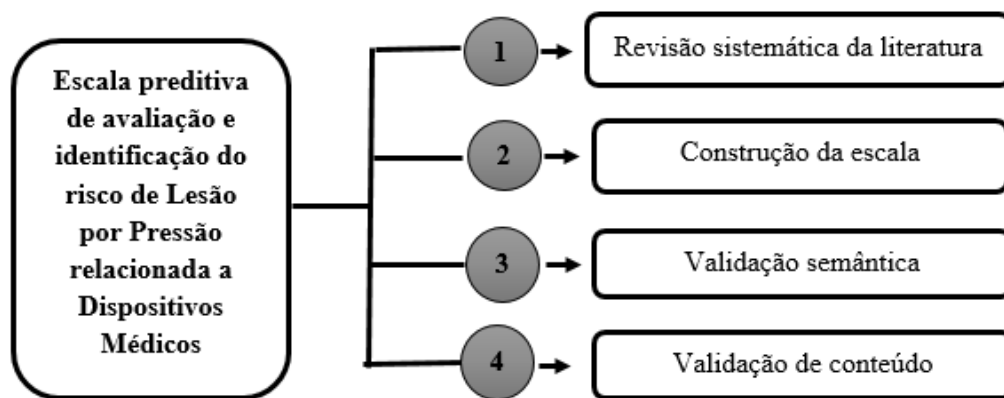 Escala preditiva
de avaliação e
identificação do
risco de Lesão
por Pressão
relacionada a
Dispositivos
Médicos
1
Revisão sistemática da literatura
2
Construção da escala
3
Validação semântica
4
Validação de conteúdo